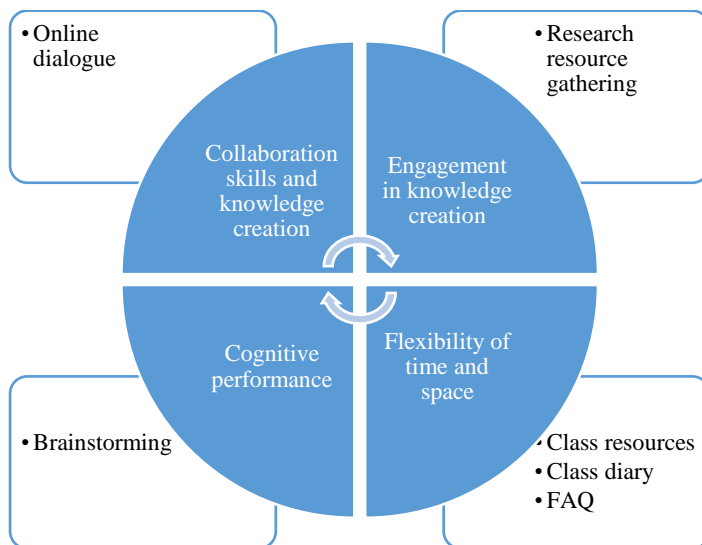 • Online
dialogue
• Research
resource
gathering
Collaboration
skills and
knowledge
creation
Engagement
in knowledge
creation
Cognitive
performance
Flexibility of
time and
space
• Brainstorming
• Class resources
• Class diary
• FAQ